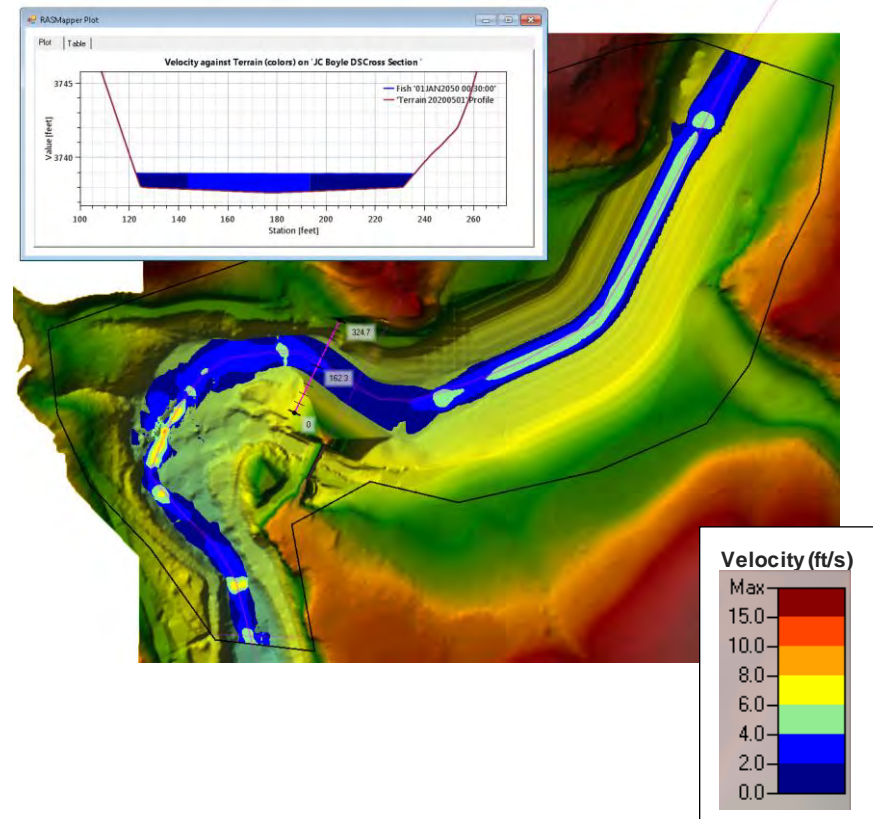 RASMapper Plot
Plot Table
Velocity against Terrain (colors) on 'JC Boyle DSCross Section '
Fish '01JAN2050 00:30:00'
'Terrain 20200501' Profile
Value [feet]
3745
3740
100 120 140 160 180 200 220 240 260
Station [feet]
324.7
162.3
0
Velocity (ft/s)
Max
15.0
10.0
8.0
6.0
4.0
2.0
0.0